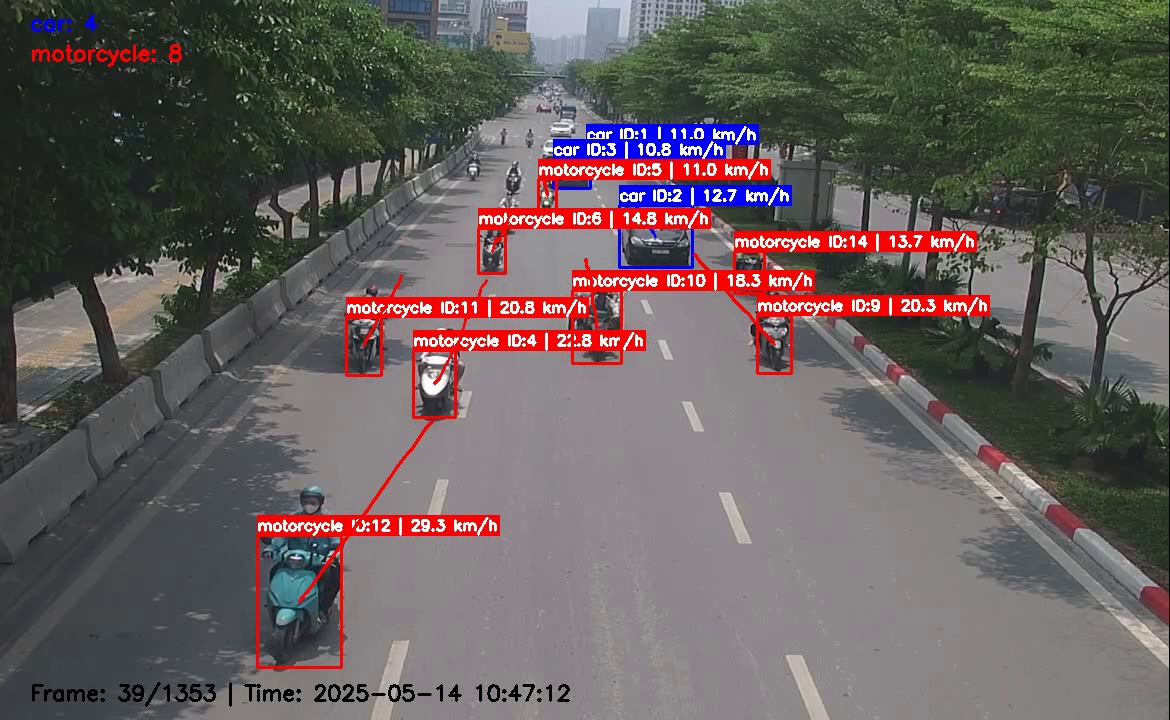 car: 4
motorcycle: 8
car ID:1 | 11.0 km/h
car ID:3 | 10.8 km/h
motorcycle ID:5 | 11.0 km/h
car ID:2 | 12.7 km/h
motorcycle ID:6 | 14.8 km/h
motorcycle ID:14 | 13.7 km/h
motorcycle ID:10 | 18.3 km/h
motorcycle ID:11 | 20.8 km/h
motorcycle ID:9 | 20.3 km/h
motorcycle ID:4 | 22.8 km/h
motorcycle ID:12 | 29.3 km/h
Frame: 39/1353 | Time: 2025-05-14 10:47:12